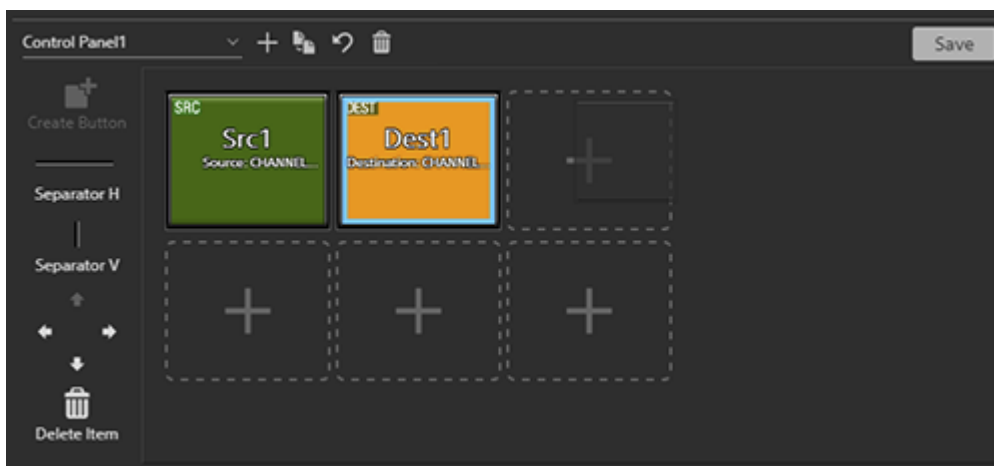 Control Panel1
Save
Create Button
Separator H
Separator V
Delete Item
SRC
Src1
Source: CHANNEL...
DEST
Dest1
Destination: CHANNEL...